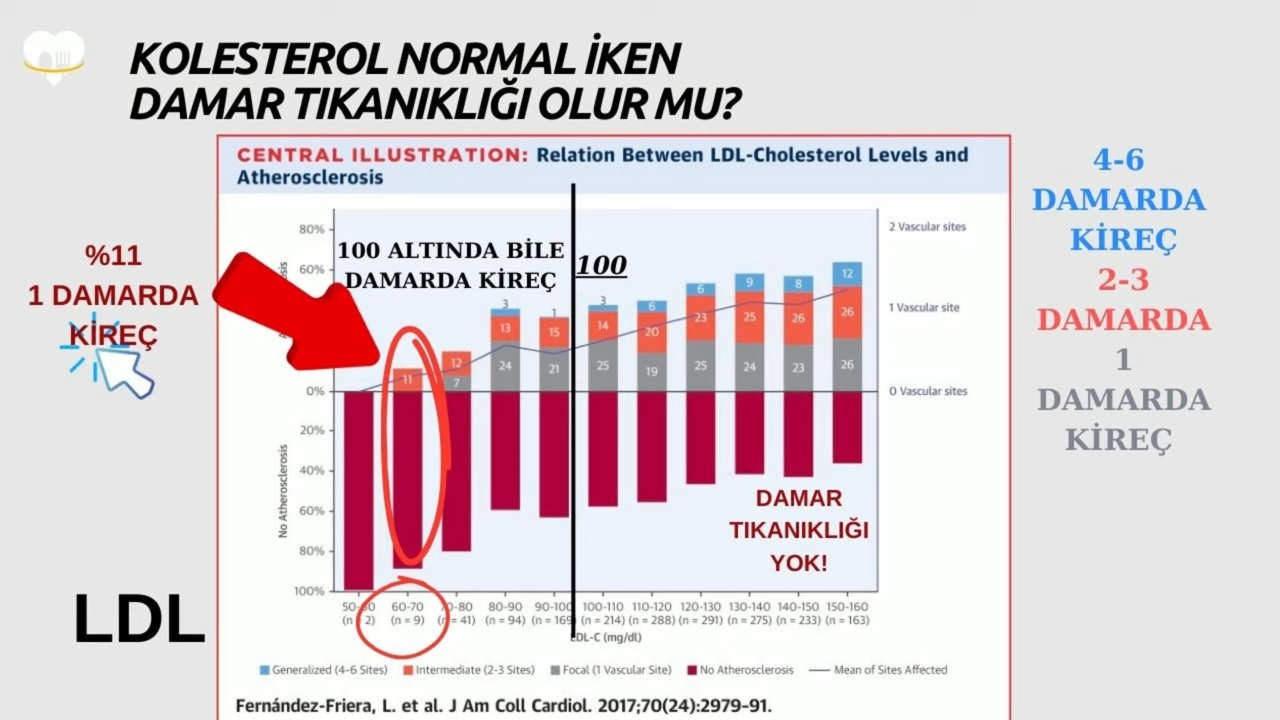 KOLESTEROL NORMAL İKEN
DAMAR TIKANIKLIĞI OLUR MU?
CENTRAL ILLUSTRATION: Relation Between LDL-Cholesterol Levels and
Atherosclerosis
%11
1 DAMARDA
KİREÇ
LDL
100 ALTINDA BİLE
DAMARDA KİREÇ
100
80%
60%
0%
20%
40%
60%
80%
100%
No Atherosclerosis
11
12
7
3
13
24
1
15
21
3
14
25
6
20
19
6
23
25
9
25
24
8
26
23
12
26
26
2 Vascular sites
1 Vascular site
0 Vascular sites
DAMAR
TIKANIKLIĞI
YOK!
60-70
80-90
90-100
100-110
110-120
120-130
130-140
140-150
150-160
(n = 9)
(n = 94)
(n = 169)
(n = 214)
(n = 288)
(n = 291)
(n = 275)
(n = 233)
(n = 163)
LDL-C (mg/dl)
Generalized (4-6 Sites)
Intermediate (2-3 Sites)
Focal (1 Vascular Site)
No Atherosclerosis
Mean of Sites Affected
Fernández-Friera, L. et al. J Am Coll Cardiol. 2017;70(24):2979-91.
4-6
DAMARDA
KİREÇ
2-3
DAMARDA
1
DAMARDA
KİREÇ